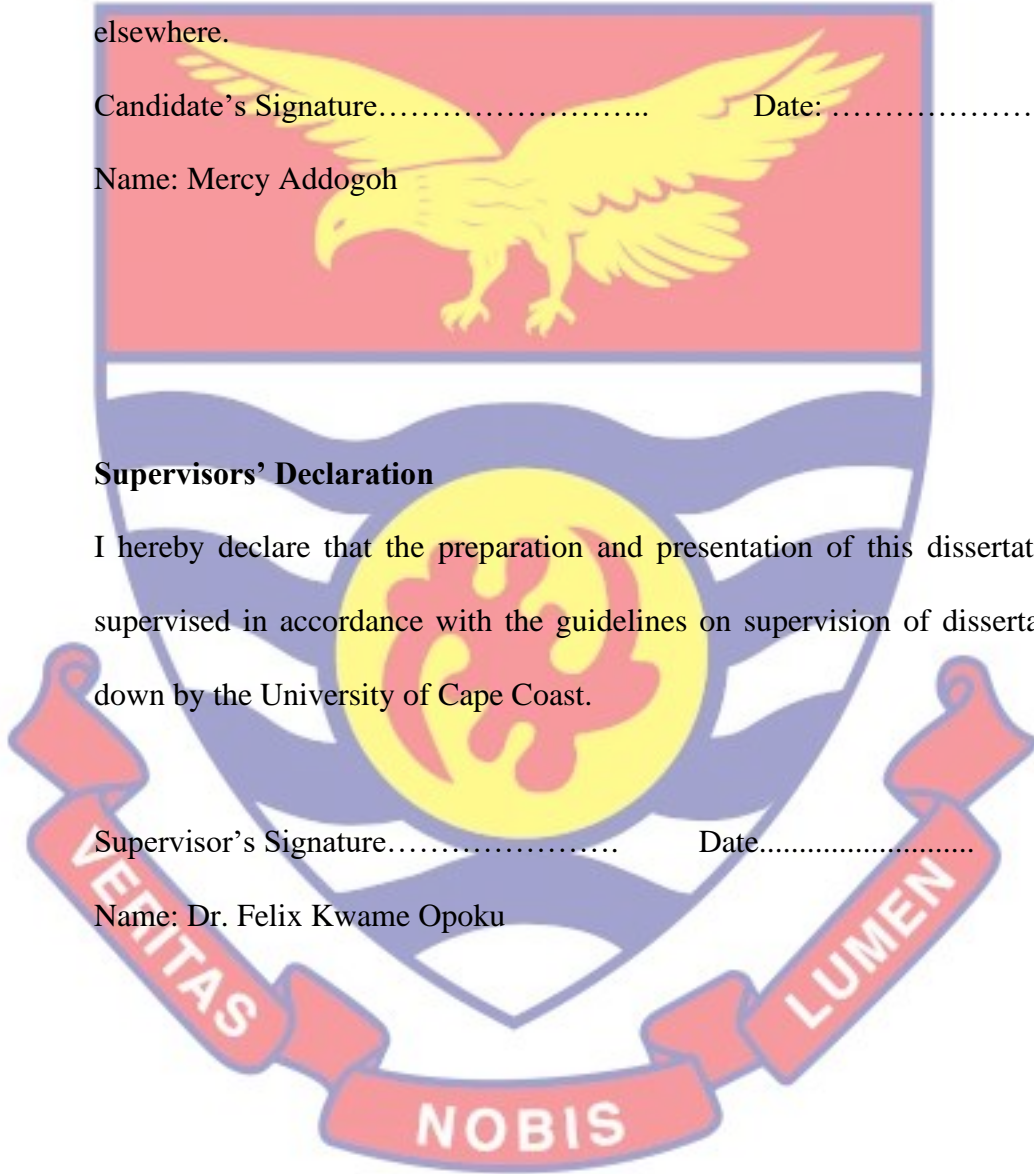 elsewhere.
Candidate’s Signature…………………….. Date: …………………
Name: Mercy Addogoh
Supervisors’ Declaration
I hereby declare that the preparation and presentation of this dissertat
supervised in accordance with the guidelines on supervision of disserta
down by the University of Cape Coast.
Supervisor’s Signature…………………. Date...........................
Name: Dr. Felix Kwame Opoku
VERITAS
NOBIS
LUMEN